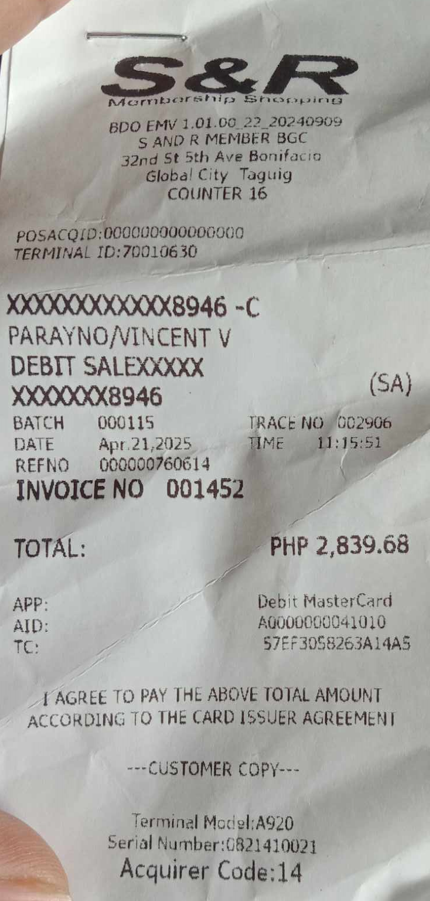 S&R
Membership Shopping
BDO EMV 1.01.00_22_20240909
S AND R MEMBER BGC
32nd St 5th Ave Bonifacio
Global City Taguig
COUNTER 16
POSACQID:000000000000000
TERMINAL ID:70010630
XXXXXXXXXXXX8946 -C
PARAYNO/VINCENT V
DEBIT SALEXXXXX
XXXXXXX8946 (SA)
BATCH 000115 TRACE NO 002906
DATE Apr.21,2025 TIME 11:15:51
REFNO 000000760614
INVOICE NO 001452
TOTAL: PHP 2,839.68
APP: Debit MasterCard
AID: A0000000041010
TC: 57EF3058263A14A5
I AGREE TO PAY THE ABOVE TOTAL AMOUNT
ACCORDING TO THE CARD ISSUER AGREEMENT
---CUSTOMER COPY---
Terminal Model:A920
Serial Number:0821410021
Acquirer Code:14